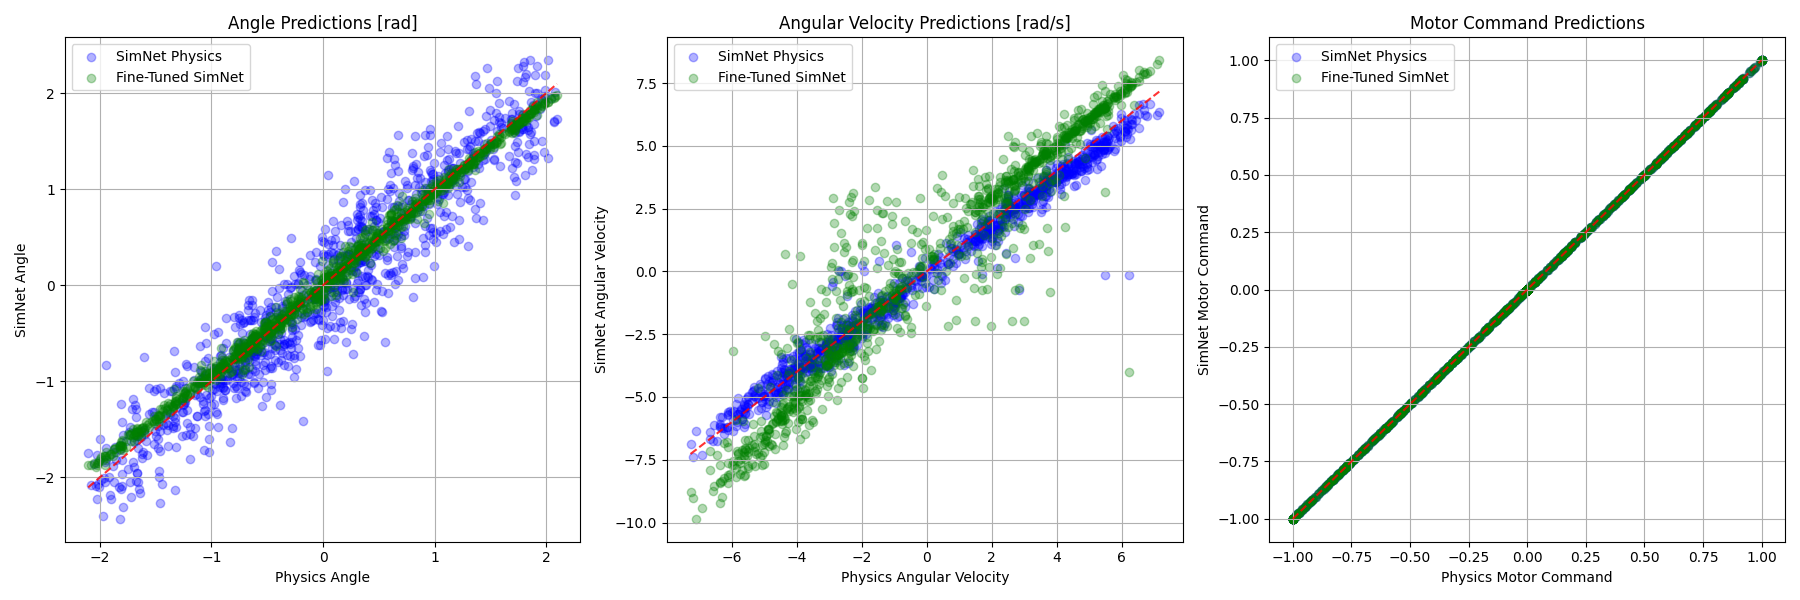 Angle Predictions [rad]
SimNet Physics
Fine-Tuned SimNet
2
1
0
−1
−2
SimNet Angle
−2
−1
0
1
2
Physics Angle
Angular Velocity Predictions [rad/s]
SimNet Physics
Fine-Tuned SimNet
7.5
5.0
2.5
0.0
−2.5
−5.0
−7.5
−10.0
SimNet Angular Velocity
−6
−4
−2
0
2
4
6
Physics Angular Velocity
Motor Command Predictions
SimNet Physics
Fine-Tuned SimNet
1.00
0.75
0.50
0.25
0.00
−0.25
−0.50
−0.75
−1.00
SimNet Motor Command
−1.00
−0.75
−0.50
−0.25
0.00
0.25
0.50
0.75
1.00
Physics Motor Command